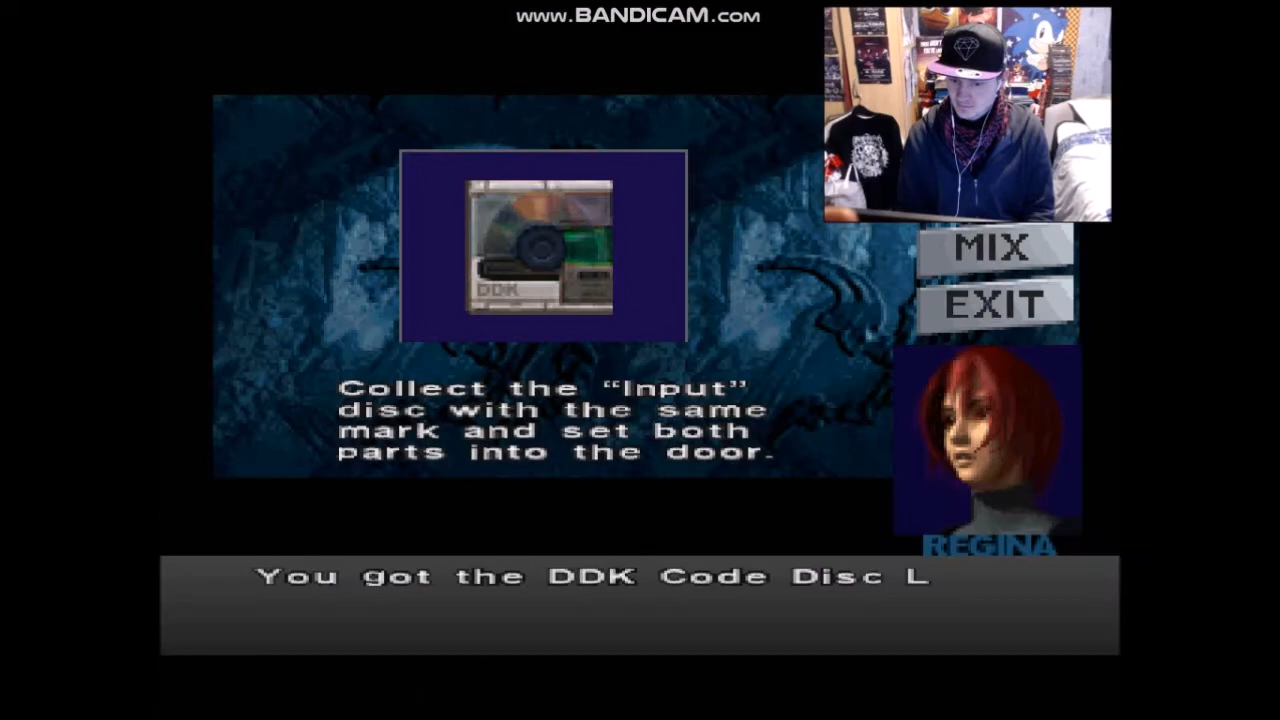 www.BANDICAM.com
MIX
EXIT
DDK
Collect the “Input”
disc with the same
mark and set both
parts into the door.
REGINA
You got the DDK Code Disc L